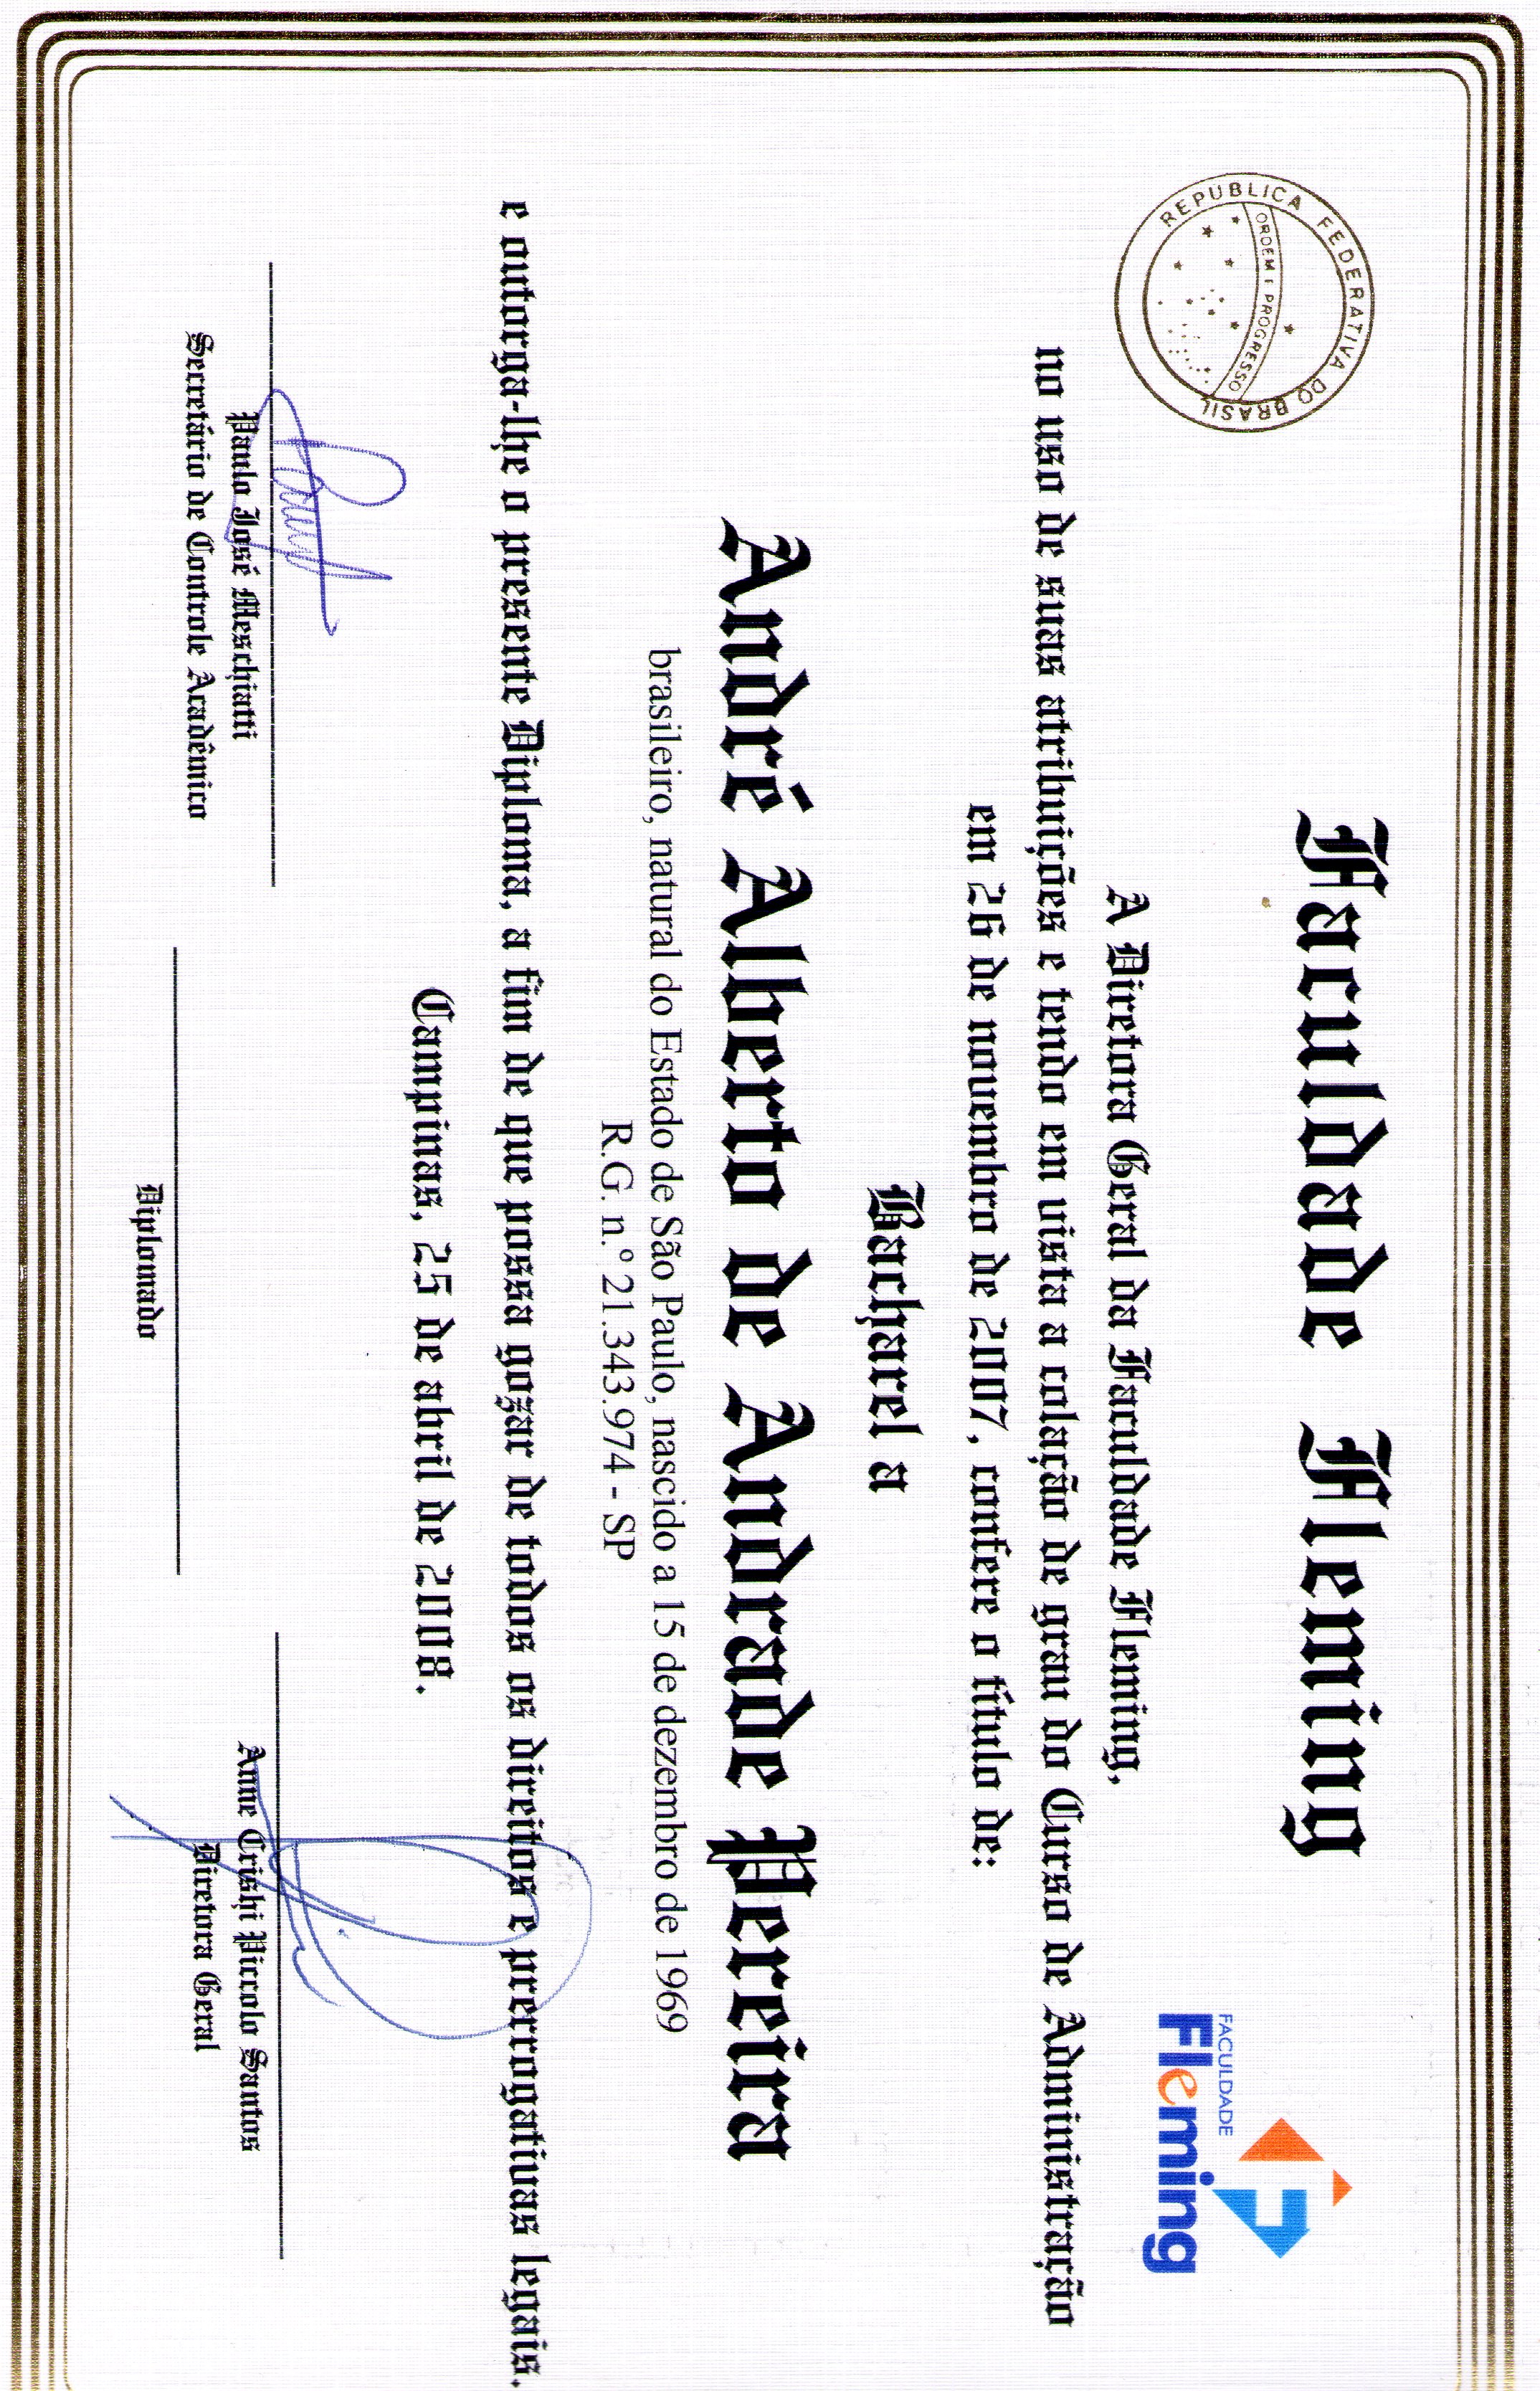 Faculdade Fleming
REPUBLICA FEDERATIVA DO BRASIL
ORDEM E PROGRESSO
FACULDADE
Fleming
A Diretora Geral da Faculdade Fleming,
no uso de suas atribuições e tendo em vista a colação de grau do Curso de Administração
em 26 de novembro de 2007, confere o título de:
Bacharel a
André Alberto de Andrade Pereira
brasileiro, natural do Estado de São Paulo, nascido a 15 de dezembro de 1969
R.G. n.º 21.343.974 - SP
e outorga-lhe o presente Diploma, a fim de que possa gozar de todos os direitos e prerrogativas legais.
Campinas, 25 de abril de 2008.
Paulo José Meschiatti
Secretário de Controle Acadêmico
Anne Crishi Piccolo Santos
Diretora Geral
Diplomado